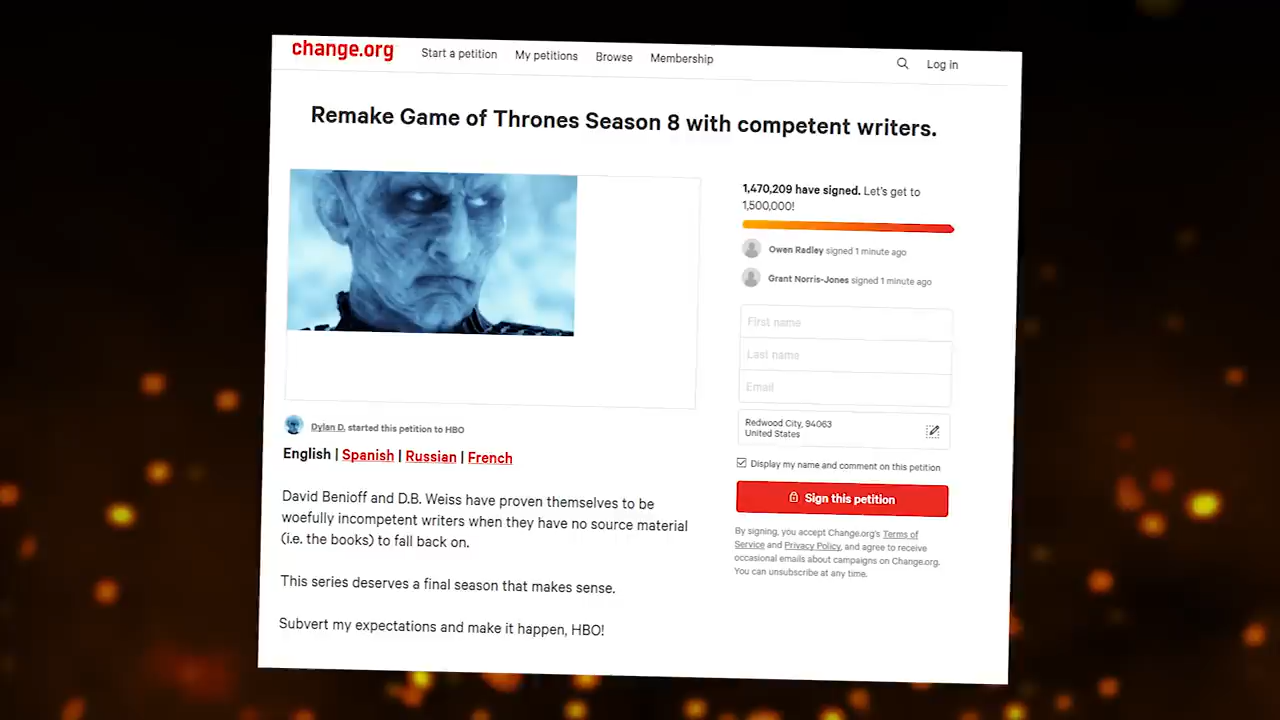 change.org Start a petition My petitions Browse Membership Log in
Remake Game of Thrones Season 8 with competent writers.
1,470,209 have signed. Let's get to
1,500,000!
Owen Radley signed 1 minute ago
Grant Norris-Jones signed 1 minute ago
First name
Last name
Email
Redwood City, 94063
United States
Display my name and comment on this petition
Sign this petition
By signing, you accept Change.org's Terms of
Service and Privacy Policy, and agree to receive
occasional emails about campaigns on Change.org.
You can unsubscribe at any time.
Dylan D. started this petition to HBO
English | Spanish | Russian | French
David Benioff and D.B. Weiss have proven themselves to be
woefully incompetent writers when they have no source material
(i.e. the books) to fall back on.
This series deserves a final season that makes sense.
Subvert my expectations and make it happen, HBO!